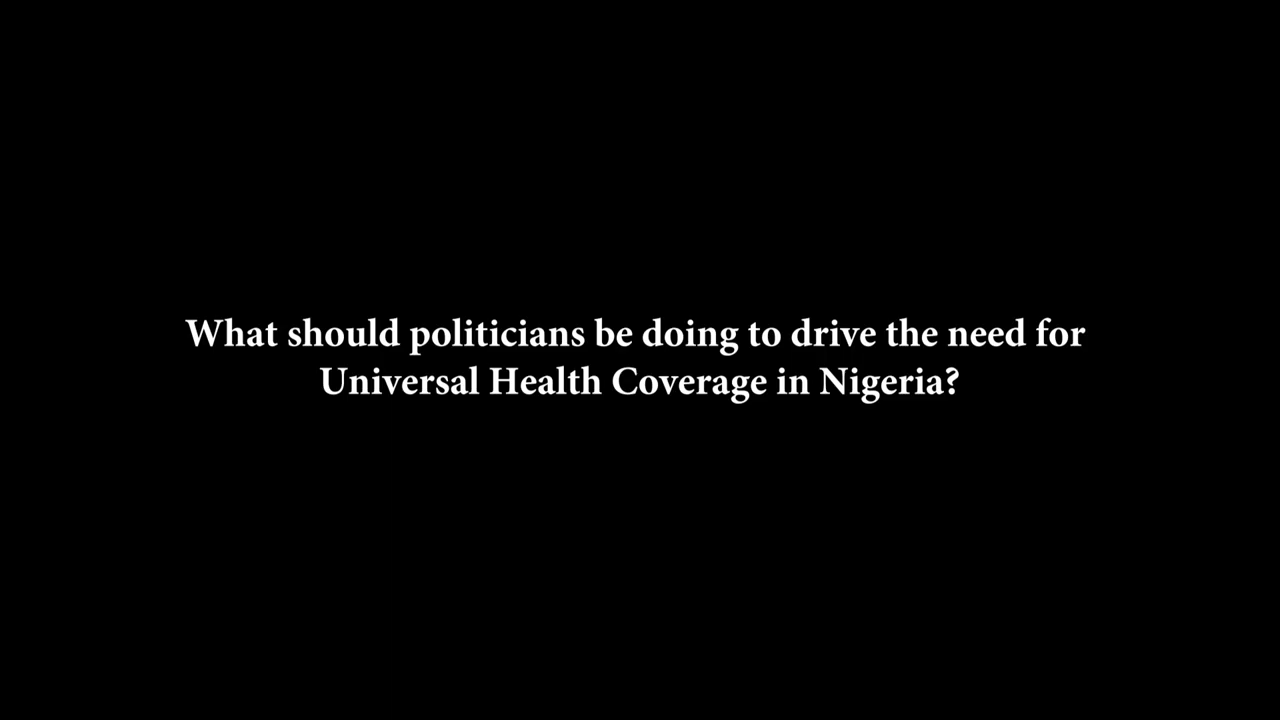 What should politicians be doing to drive the need for
Universal Health Coverage in Nigeria?